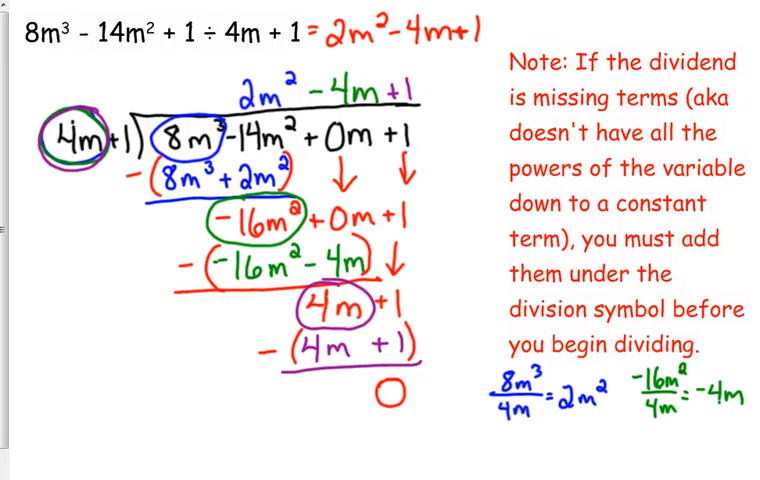 8m³ - 14m² + 1 ÷ 4m + 1 = 2m² - 4m + 1
2m² - 4m + 1
4m + 1) 8m³ - 14m² + 0m + 1
- (8m³ + 2m²)
-16m² + 0m + 1
- (-16m² - 4m)
4m + 1
- (4m + 1)
0
Note: If the dividend
is missing terms (aka
doesn't have all the
powers of the variable
down to a constant
term), you must add
them under the
division symbol before
you begin dividing.
8m³/4m = 2m² -16m²/4m = -4m